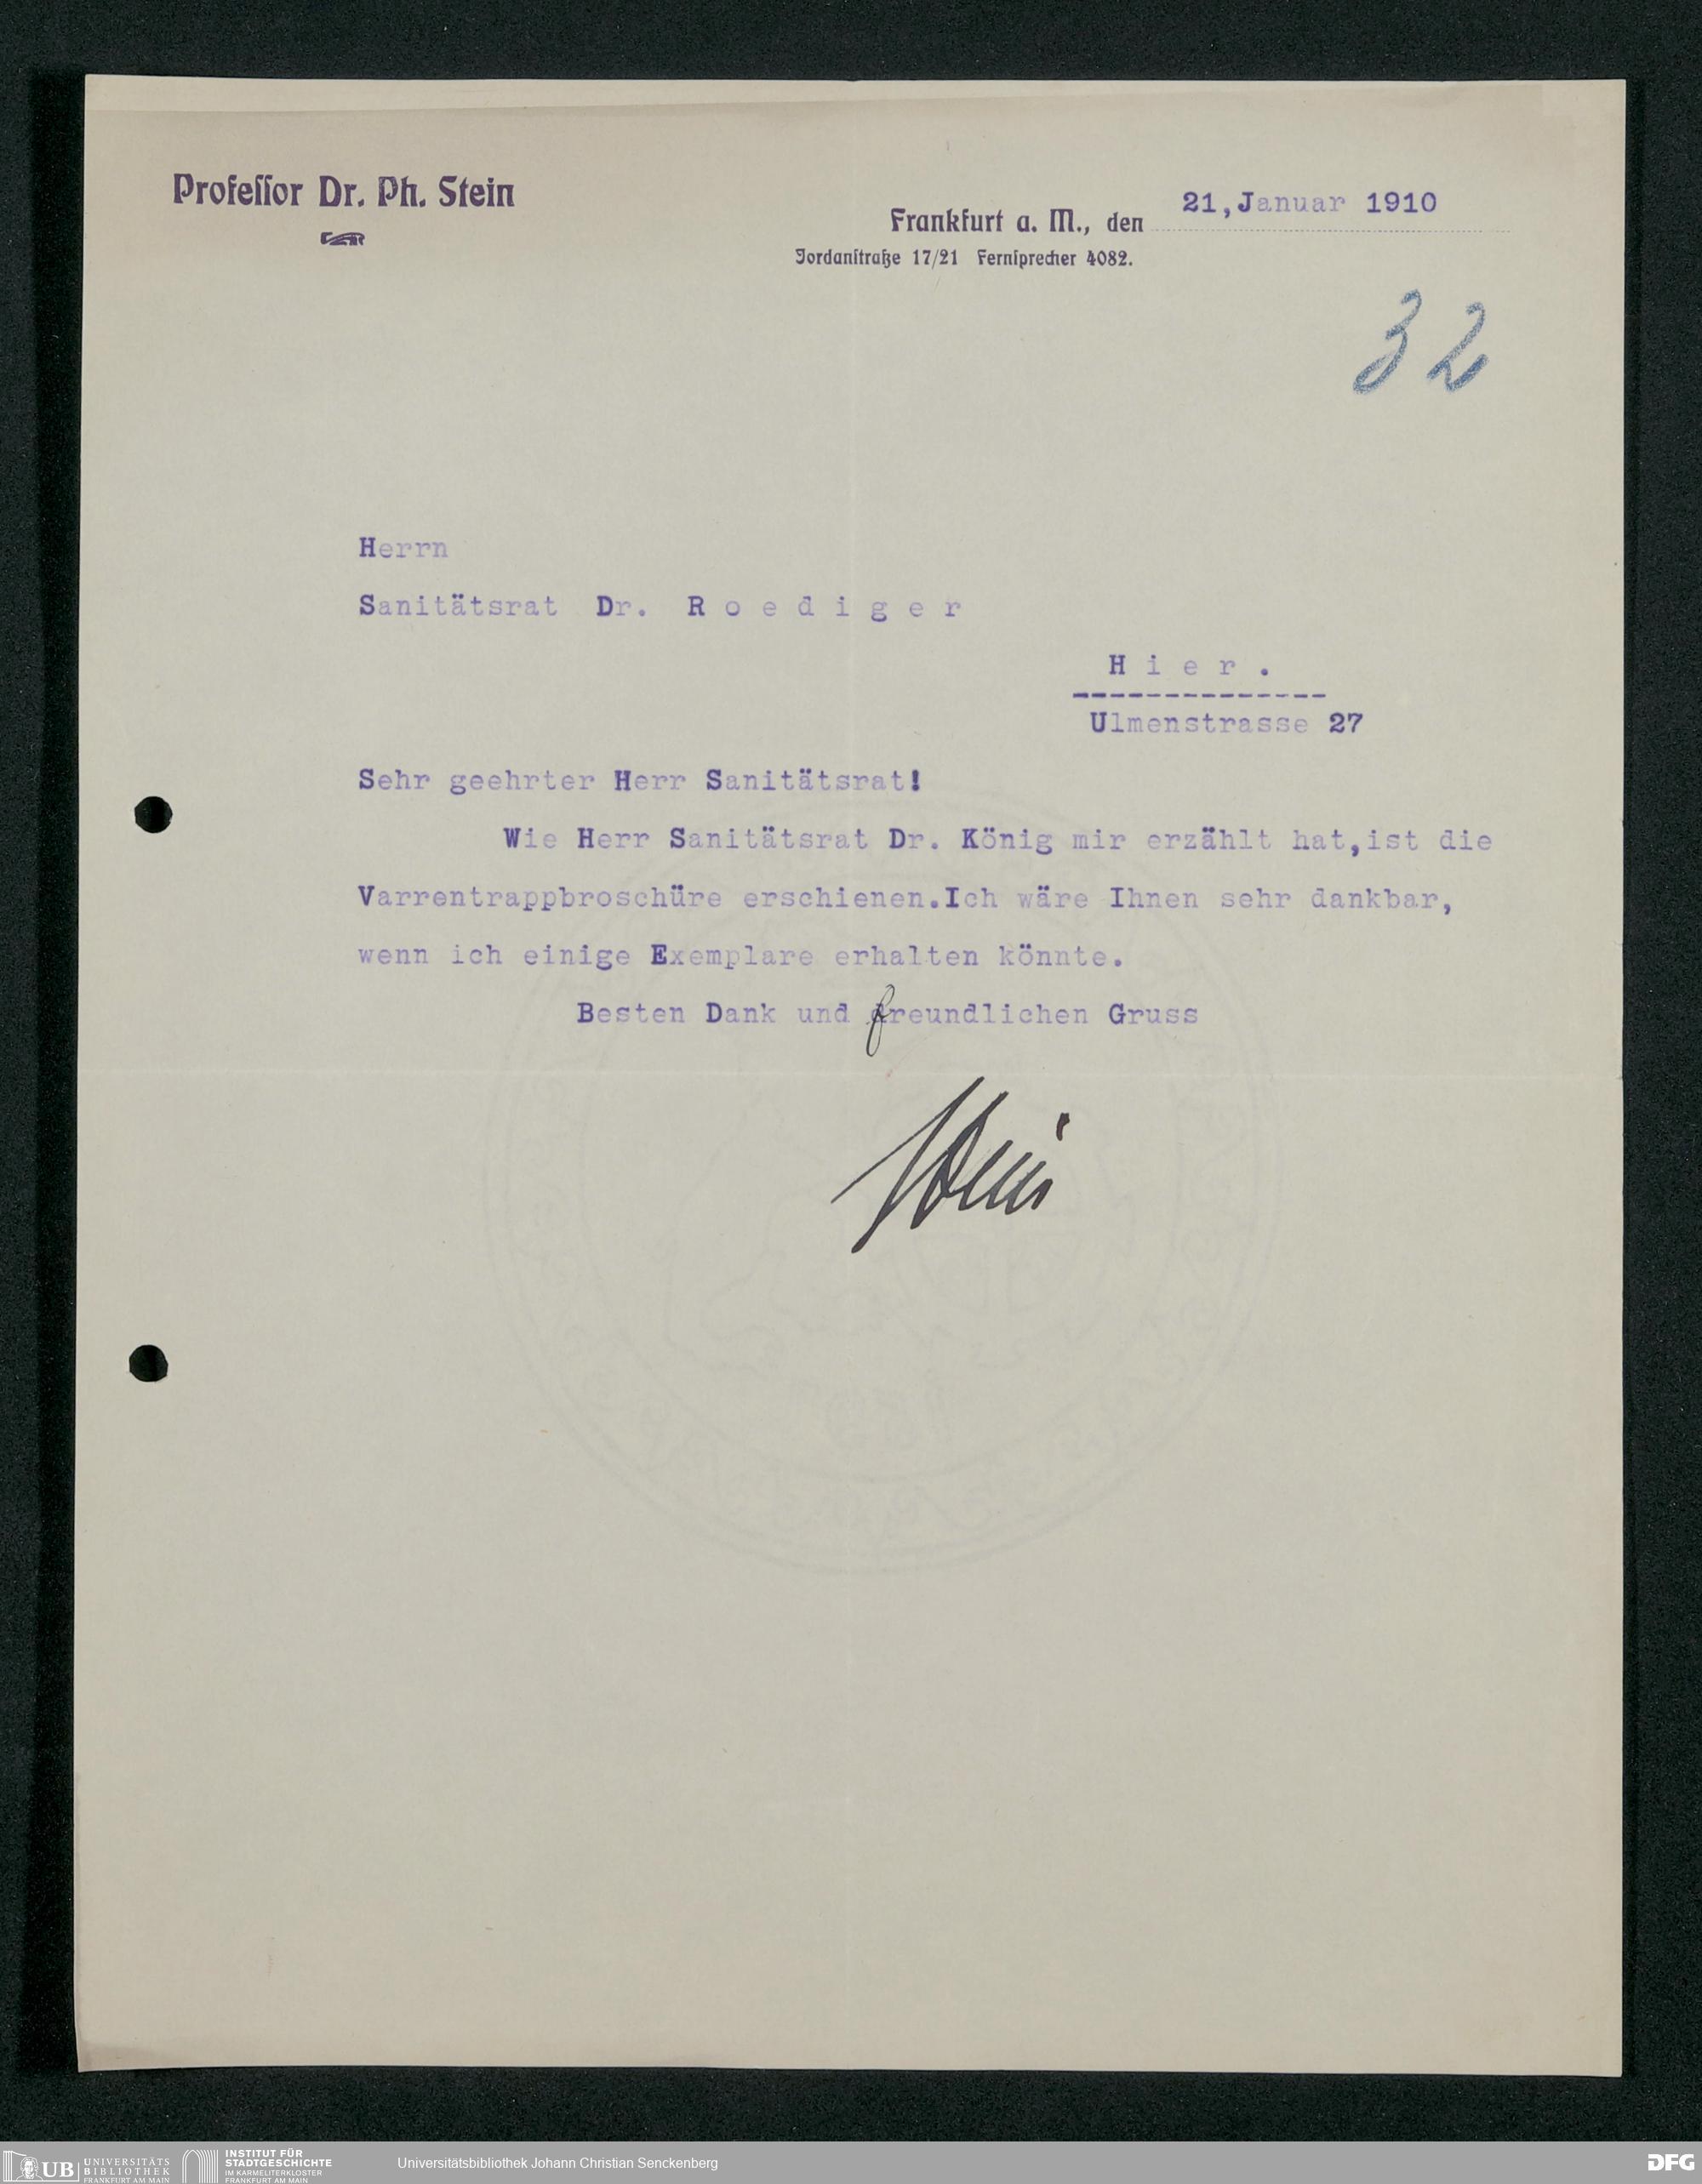 Professor Dr. Ph. Stein
Frankfurt a. M., den 21,Januar 1910
Jordanstraße 17/21 Fernsprecher 4082.
32
Herrn
Sanitätsrat Dr. R o e d i g e r
H i e r .
--------------
Ulmenstrasse 27
Sehr geehrter Herr Sanitätsrat!
Wie Herr Sanitätsrat Dr. König mir erzählt hat,ist die
Varrentrappbroschüre erschienen.Ich wäre Ihnen sehr dankbar,
wenn ich einige Exemplare erhalten könnte.
Besten Dank und freundlichen Gruss
Stein
UB UNIVERSITÄTS BIBLIOTHEK FRANKFURT AM MAIN
INSTITUT FÜR STADTGESCHICHTE IM KARMELITERKLOSTER FRANKFURT AM MAIN
Universitätsbibliothek Johann Christian Senckenberg
DFG